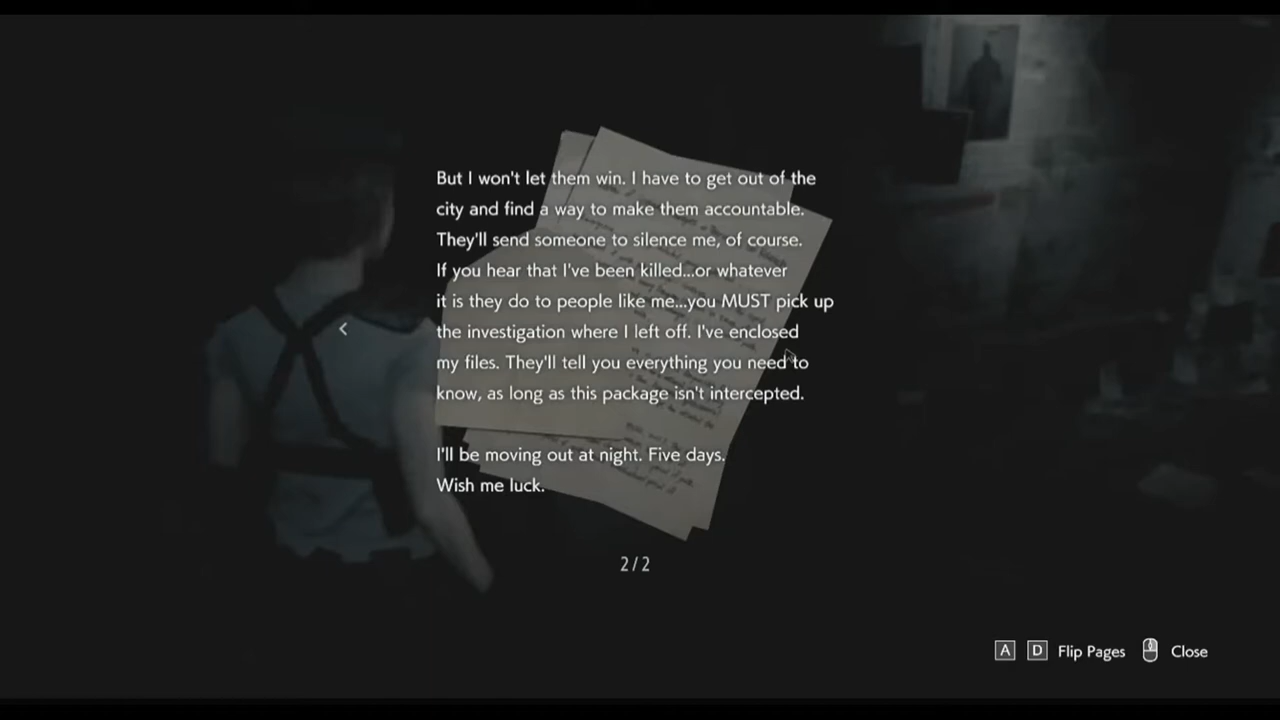 But I won't let them win. I have to get out of the
city and find a way to make them accountable.
They'll send someone to silence me, of course.
If you hear that I've been killed...or whatever
it is they do to people like me...you MUST pick up
the investigation where I left off. I've enclosed
my files. They'll tell you everything you need to
know, as long as this package isn't intercepted.
I'll be moving out at night. Five days.
Wish me luck.
2/2
A D Flip Pages Close